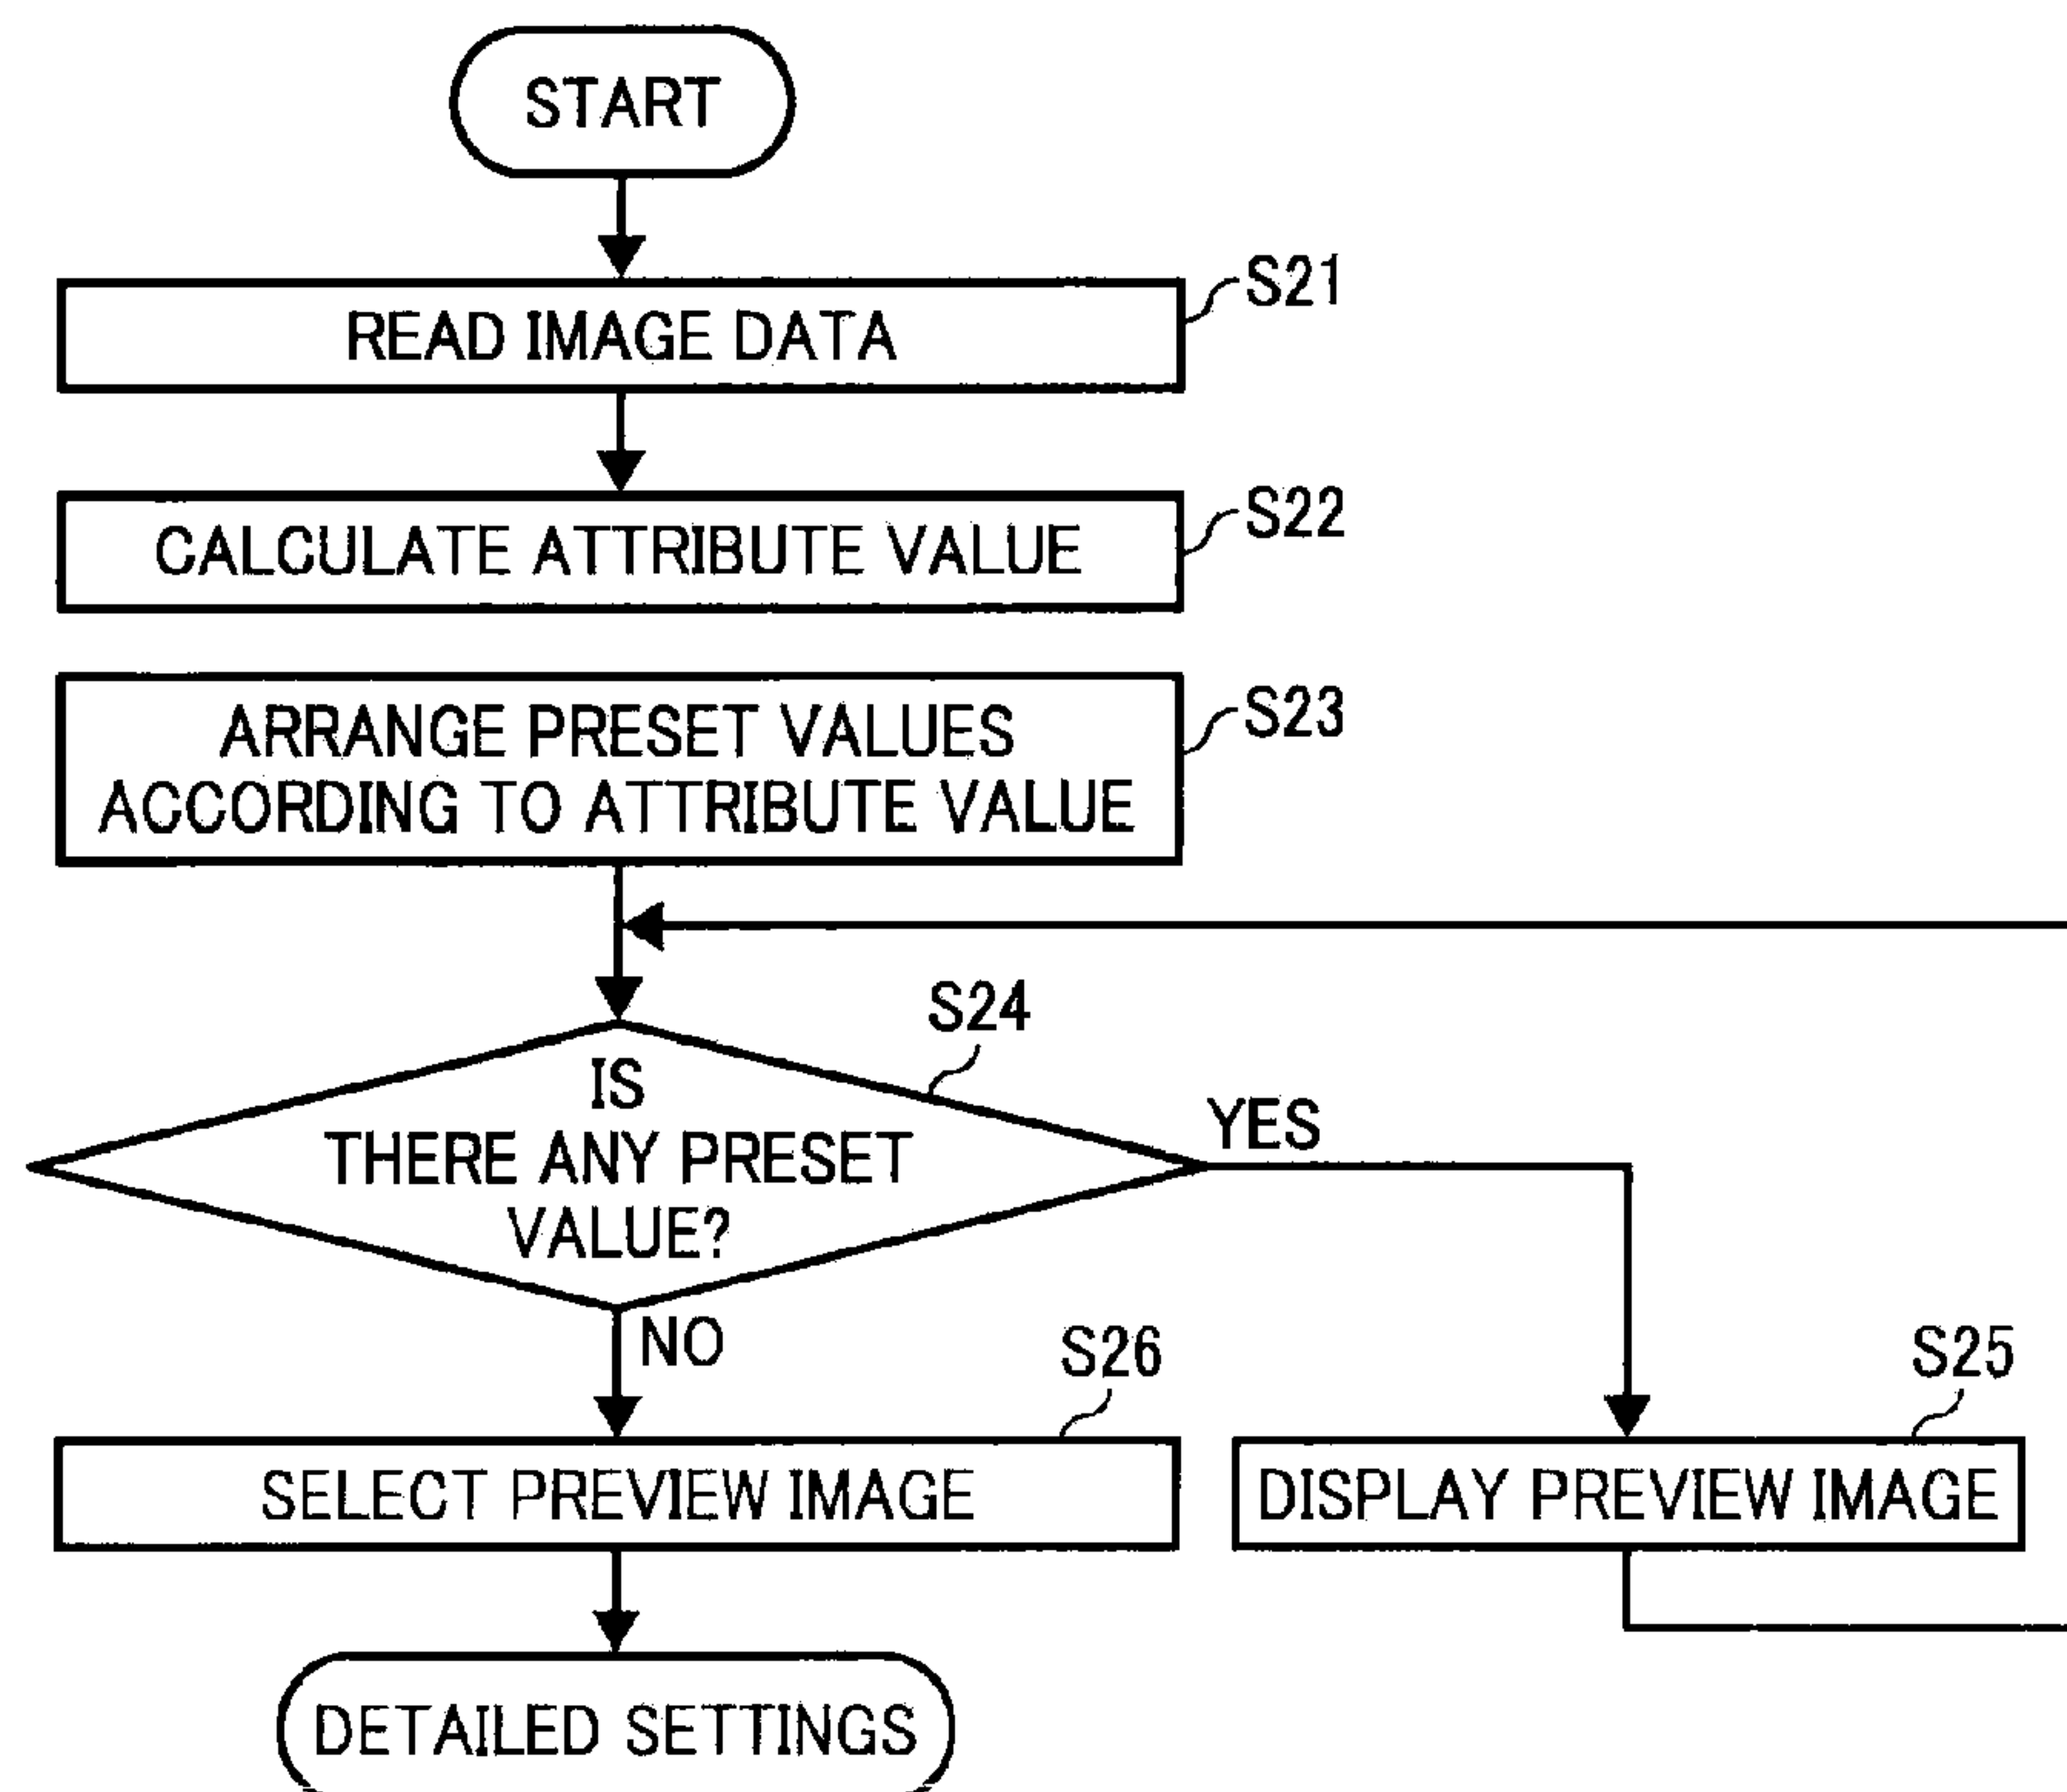 START
READ IMAGE DATA
S21
CALCULATE ATTRIBUTE VALUE
S22
ARRANGE PRESET VALUES
ACCORDING TO ATTRIBUTE VALUE
S23
S24
IS
THERE ANY PRESET
VALUE?
YES
NO
S26
S25
SELECT PREVIEW IMAGE
DISPLAY PREVIEW IMAGE
DETAILED SETTINGS